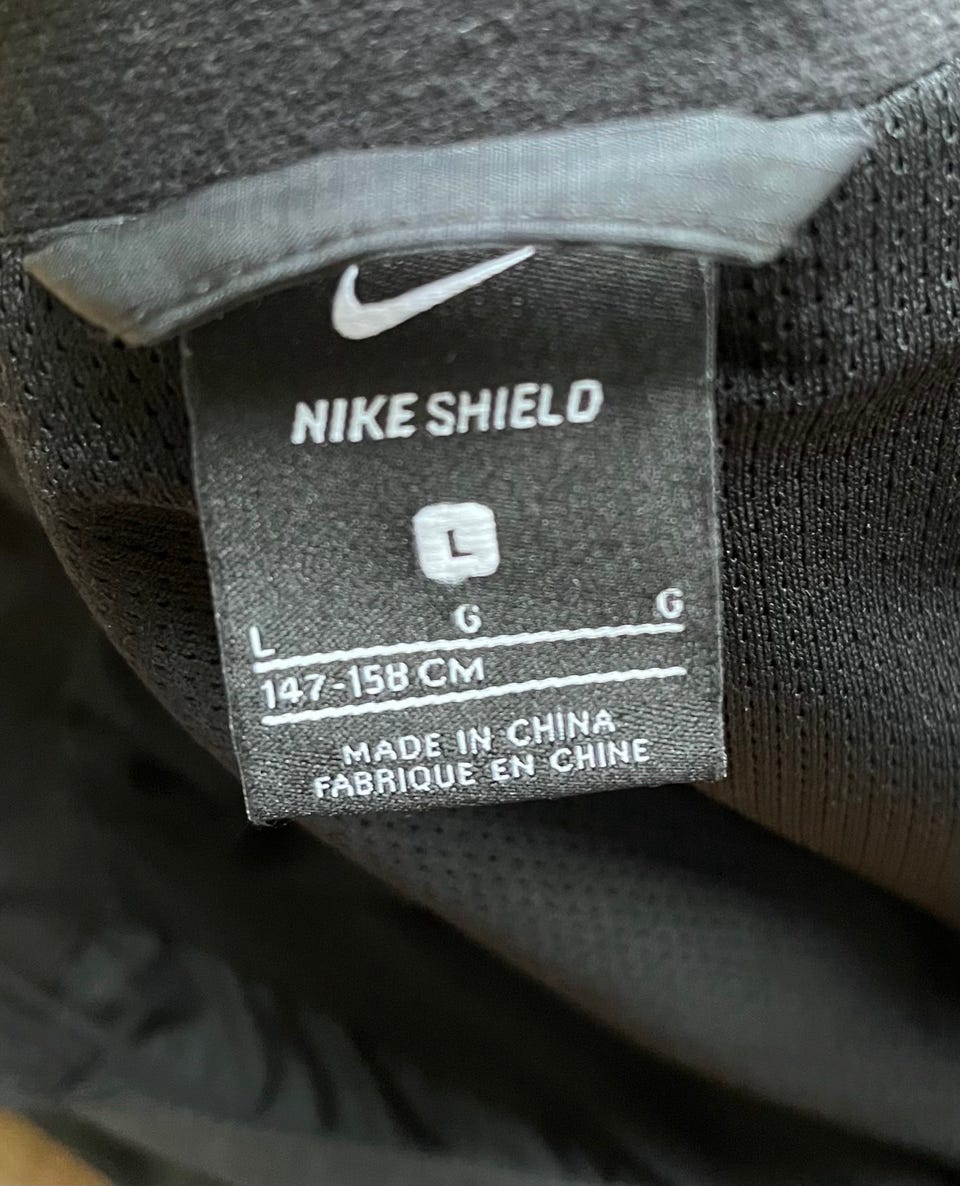 NIKE SHIELD
L
L G G
147-158 CM
MADE IN CHINA
FABRIQUE EN CHINE